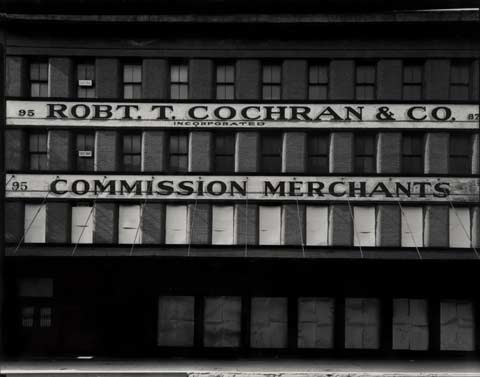 95 ROBT. T. COCHRAN & CO. 87
INCORPORATED
95 COMMISSION MERCHANTS